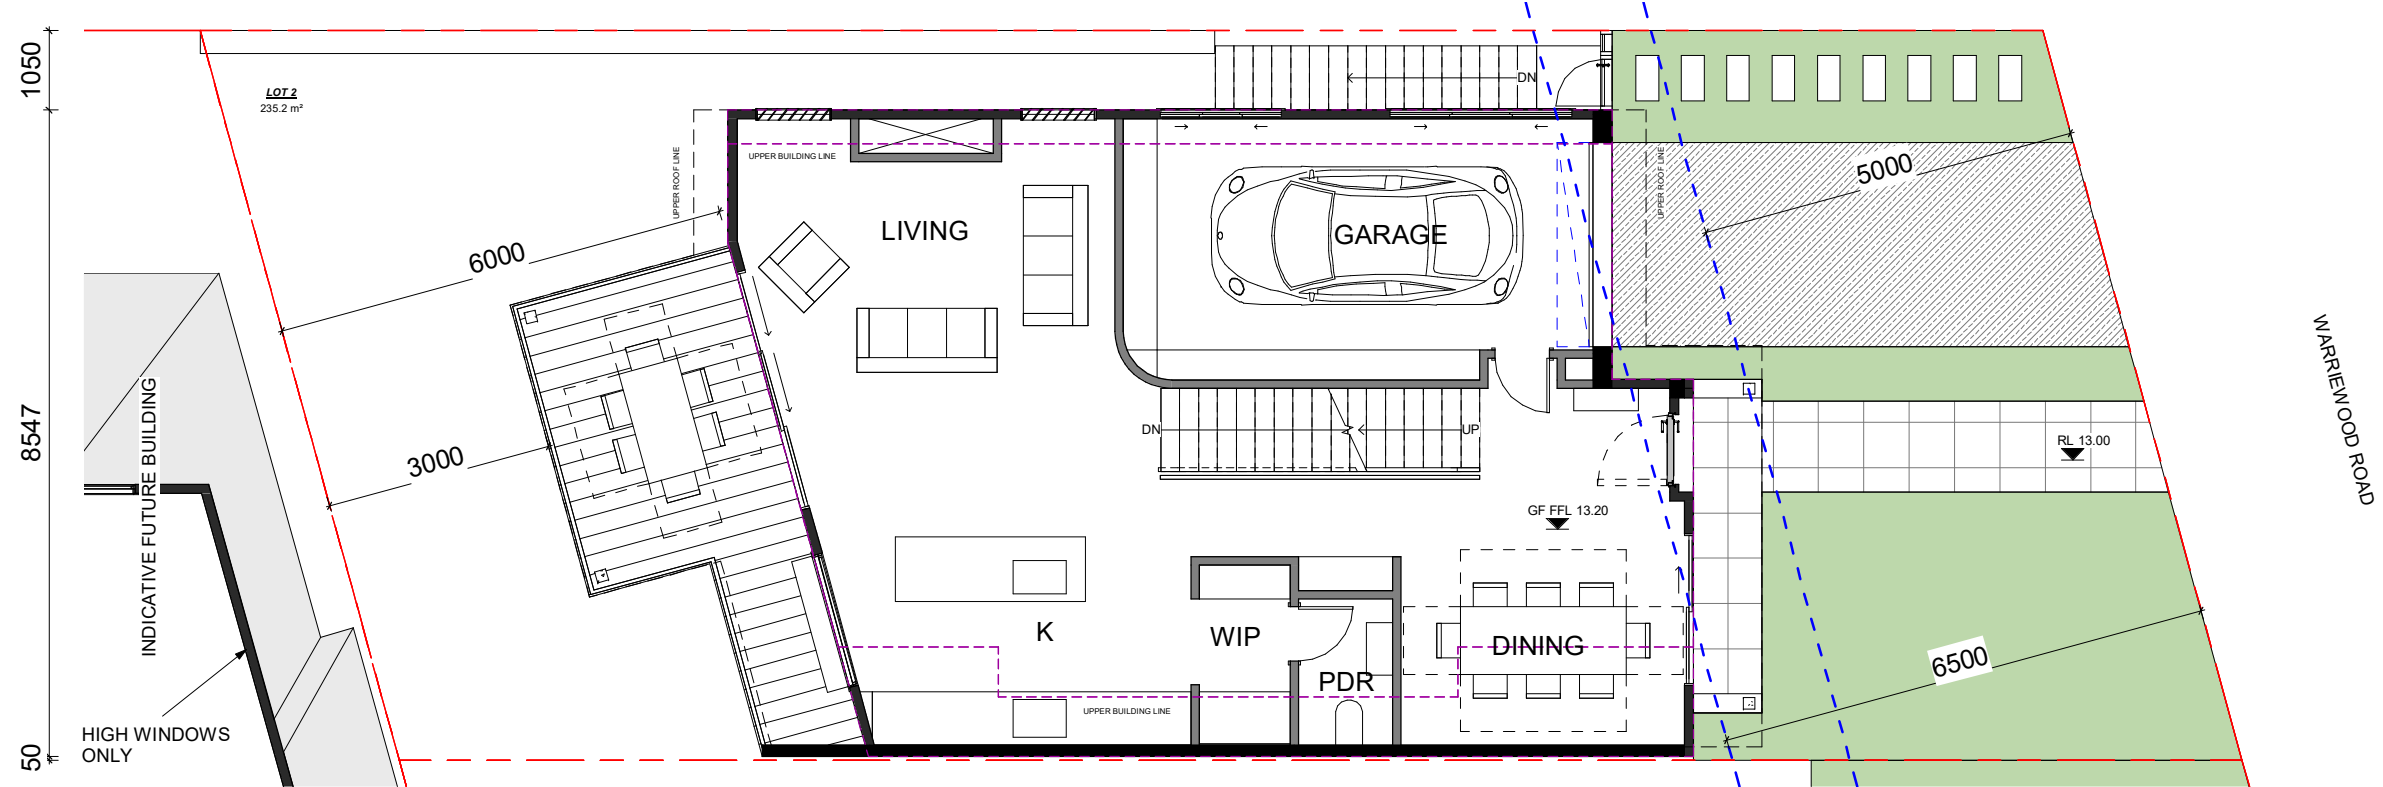 1050
LOT 2
235.2 m²
DN
UPPER BUILDING LINE
UPPER ROOF LINE
UPPER ROOF LINE
5000
LIVING
GARAGE
6000
WARRIEWOOD ROAD
8547
INDICATIVE FUTURE BUILDING
3000
DN
UP
RL 13.00
GF FFL 13.20
K
WIP
DINING
PDR
6500
UPPER BUILDING LINE
HIGH WINDOWS
ONLY
50